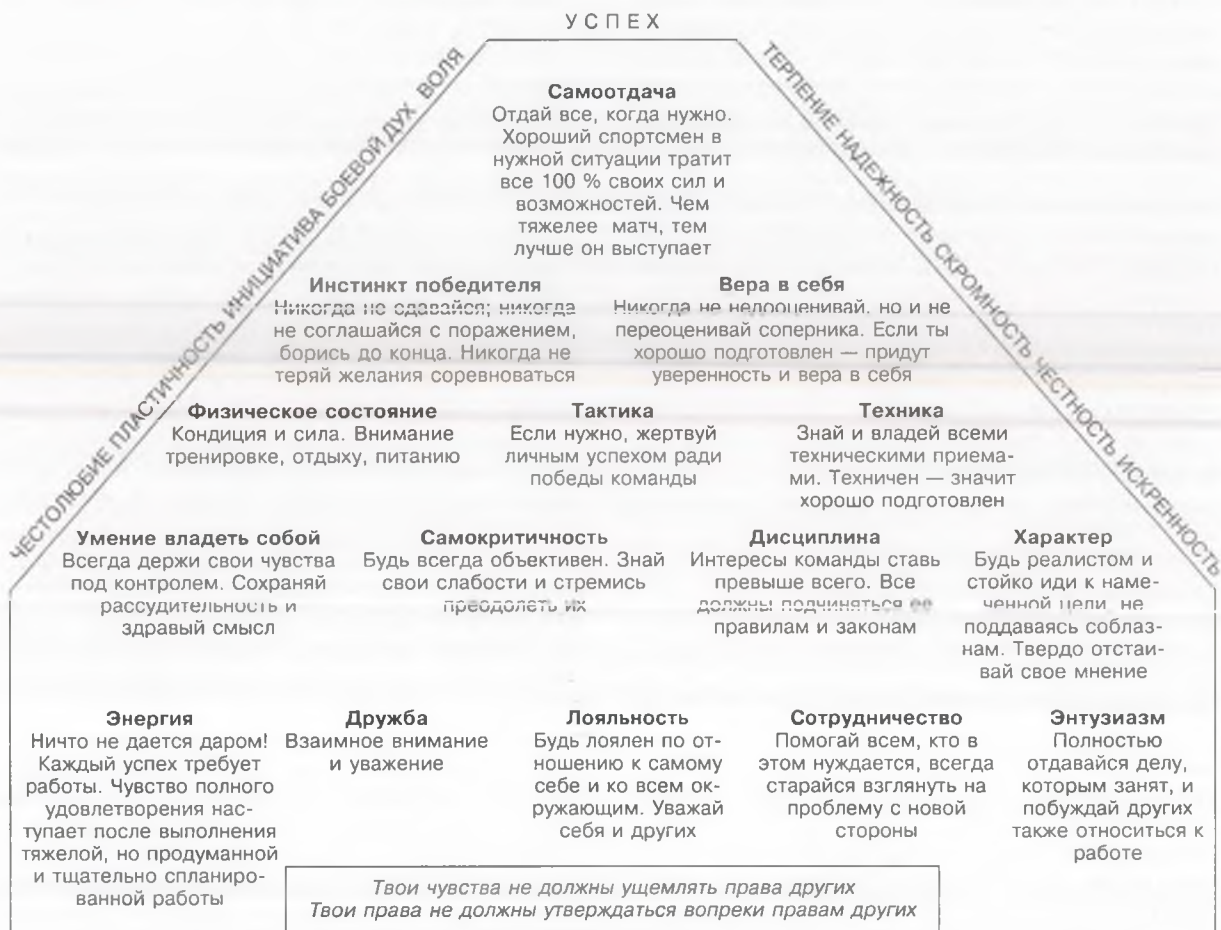 УСПЕХ
ЧЕСТОЛЮБИЕ ПЛАСТИЧНОСТЬ ИНИЦИАТИВА БОЕВОЙ ДУХ ВОЛЯ
ТЕРПЕНИЕ НАДЕЖНОСТЬ СКРОМНОСТЬ ЧЕСТНОСТЬ ИСКРЕННОСТЬ
Самоотдача
Отдай все, когда нужно.
Хороший спортсмен в
нужной ситуации тратит
все 100 % своих сил и
возможностей. Чем
тяжелее матч, тем
лучше он выступает
Инстинкт победителя
Никогда не сдавайся; никогда
не соглашайся с поражением,
борись до конца. Никогда не
теряй желания соревноваться
Вера в себя
Никогда не недооценивай, но и не
переоценивай соперника. Если ты
хорошо подготовлен — придут
уверенность и вера в себя
Физическое состояние
Кондиция и сила. Внимание
тренировке, отдыху, питанию
Тактика
Если нужно, жертвуй
личным успехом ради
победы команды
Техника
Знай и владей всеми
техническими приема-
ми. Техничен — значит
хорошо подготовлен
Умение владеть собой
Всегда держи свои чувства
под контролем. Сохраняй
рассудительность и
здравый смысл
Самокритичность
Будь всегда объективен. Знай
свои слабости и стремись
преодолеть их
Дисциплина
Интересы команды ставь
превыше всего. Все
должны подчиняться ее
правилам и законам
Характер
Будь реалистом и
стойко иди к наме-
ченной цели, не
поддаваясь соблаз-
нам. Твердо отстаи-
вай свое мнение
Энергия
Ничто не дается даром!
Каждый успех требует
работы. Чувство полного
удовлетворения нас-
тупает после выполнения
тяжелой, но продуманной
и тщательно спланиро-
ванной работы
Дружба
Взаимное внимание
и уважение
Лояльность
Будь лоялен по от-
ношению к самому
себе и ко всем ок-
ружающим. Уважай
себя и других
Сотрудничество
Помогай всем, кто в
этом нуждается, всегда
старайся взглянуть на
проблему с новой
стороны
Энтузиазм
Полностью
отдавайся делу,
которым занят, и
побуждай других
также относиться к
работе
Твои чувства не должны ущемлять права других
Твои права не должны утверждаться вопреки правам других